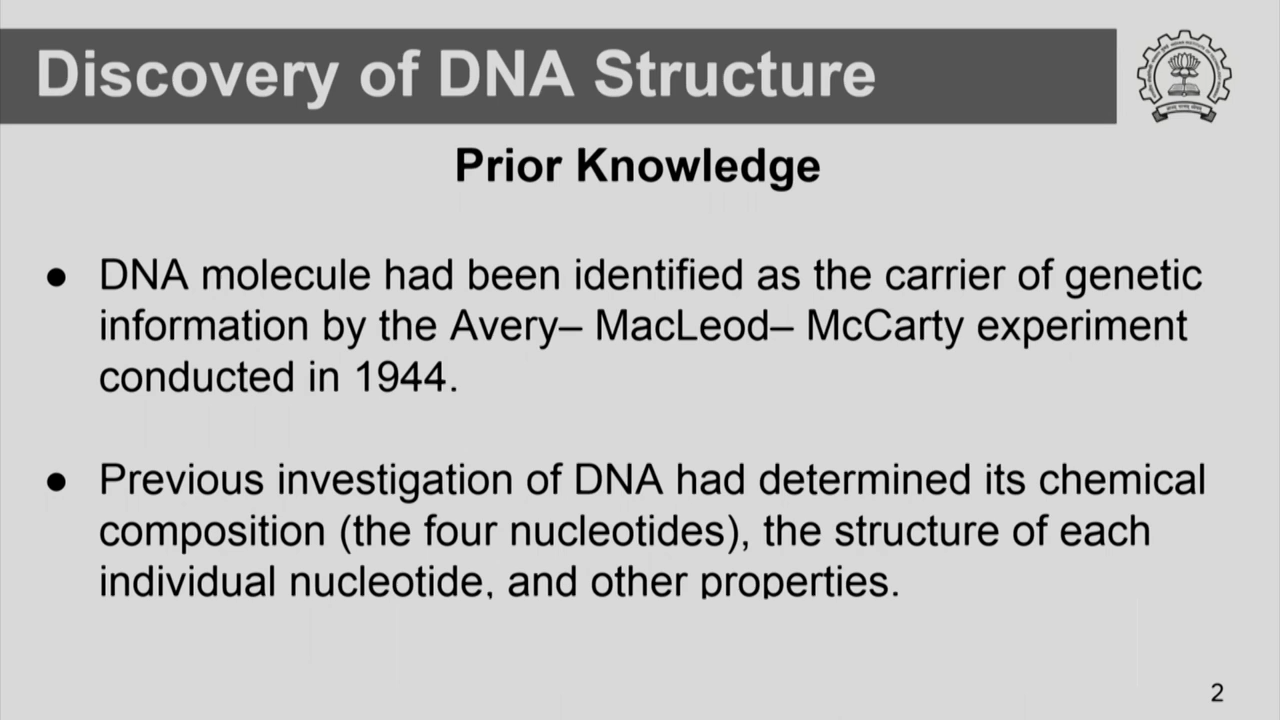 Discovery of DNA Structure
Prior Knowledge
● DNA molecule had been identified as the carrier of genetic
information by the Avery– MacLeod– McCarty experiment
conducted in 1944.
● Previous investigation of DNA had determined its chemical
composition (the four nucleotides), the structure of each
individual nucleotide, and other properties.
2